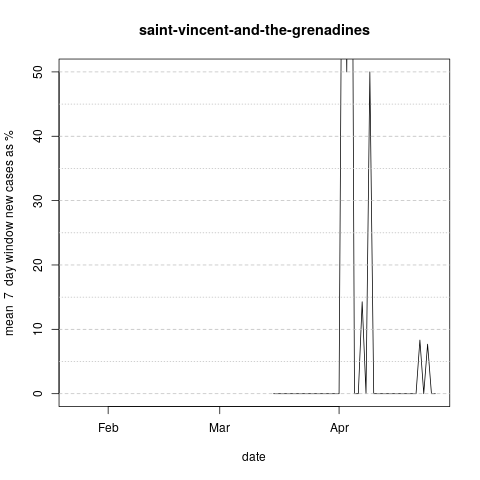 saint-vincent-and-the-grenadines
mean  7  day window new cases as %
50
40
30
20
10
0
Feb
Mar
Apr
date